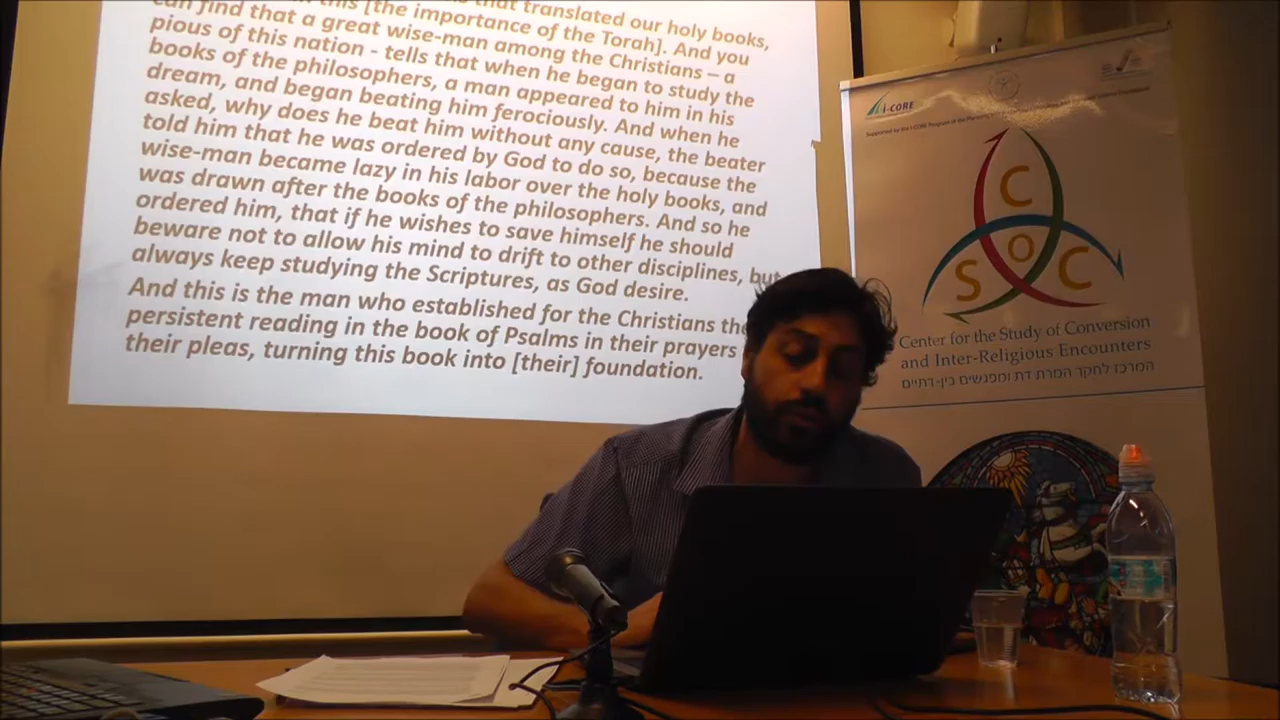 this [the importance of the Torah]. And you
that translated our holy books,
can find that a great wise-man among the Christians – a
pious of this nation - tells that when he began to study the
books of the philosophers, a man appeared to him in his
dream, and began beating him ferociously. And when he
asked, why does he beat him without any cause, the beater
told him that he was ordered by God to do so, because the
wise-man became lazy in his labor over the holy books, and
was drawn after the books of the philosophers. And so he
ordered him, that if he wishes to save himself he should
beware not to allow his mind to drift to other disciplines, but
always keep studying the Scriptures, as God desire.
And this is the man who established for the Christians the
persistent reading in the book of Psalms in their prayers
their pleas, turning this book into [their] foundation.
i-CORE
Supported by the I-CORE Program of the
C
S O C
Center for the Study of Conversion
and Inter-Religious Encounters
המרכז לחקר המרת דת ומפגשים בין-דתיים